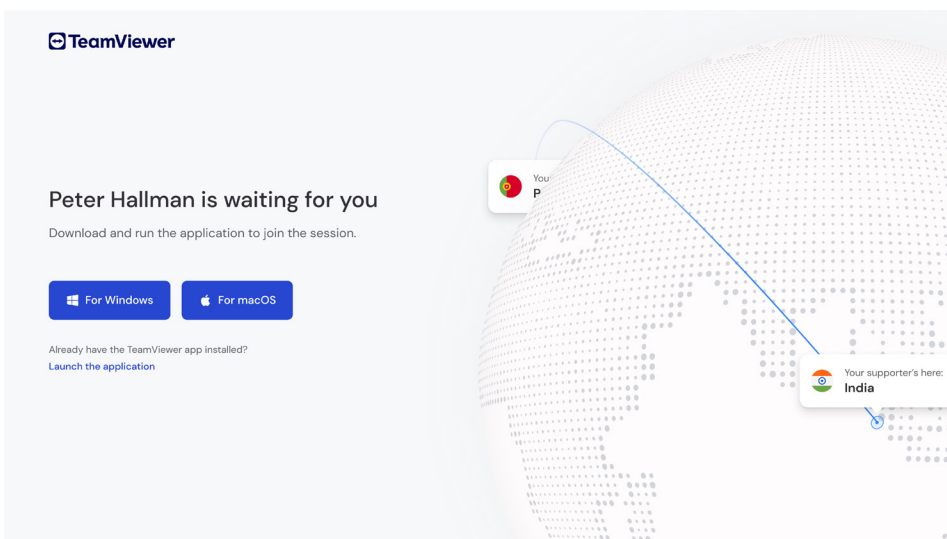 TeamViewer
Peter Hallman is waiting for you
Download and run the application to join the session.
For Windows
For macOS
Already have the TeamViewer app installed?
Launch the application
You
P
Your supporter's here:
India